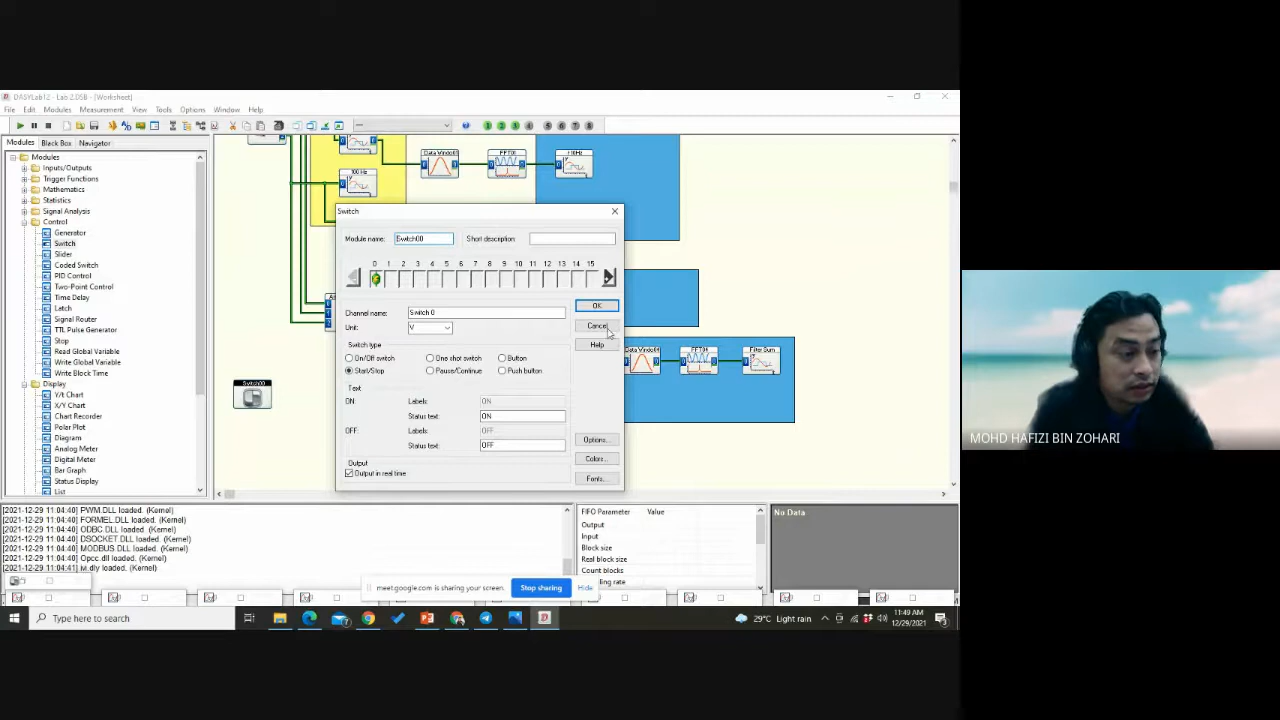 DASYLab12 - Lab 2.DSB - [Worksheet]
File Edit Modules Measurement View Tools Options Window Help
Modules Black Box Navigator
Modules
Inputs/Outputs
Trigger Functions
Mathematics
Statistics
Signal Analysis
Control
Generator
Switch
Slider
Coded Switch
PID Control
Two-Point Control
Time Delay
Latch
Signal Router
TTL Pulse Generator
Stop
Read Global Variable
Write Global Variable
Write Block Time
Display
Y/t Chart
X/Y Chart
Chart Recorder
Polar Plot
Diagram
Analog Meter
Digital Meter
Bar Graph
Status Display
List
100 Hz
Switch00
Filter Sum
Switch
Module name: Switch00 Short description:
0 1 2 3 4 5 6 7 8 9 10 11 12 13 14 15
Channel name: Switch 0
Unit: V
OK
Cancel
Help
Switch type
On/Off switch One shot switch Button
Start/Stop Pause/Continue Push button
Text
ON: Labels: ON
Status text: ON
OFF: Labels: OFF
Status text: OFF
Output
Output in real time
Options...
Colors...
Fonts...
[2021-12-29 11:04:40] PWM.DLL loaded. (Kernel)
[2021-12-29 11:04:40] FORMEL.DLL loaded. (Kernel)
[2021-12-29 11:04:40] ODBC.DLL loaded. (Kernel)
[2021-12-29 11:04:40] DSOCKET.DLL loaded. (Kernel)
[2021-12-29 11:04:40] MODBUS.DLL loaded. (Kernel)
[2021-12-29 11:04:40] Opcc.dll loaded. (Kernel)
FIFO Parameter Value
Output
Input
Block size
Real block size
Count blocks
No Data
meet.google.com is sharing your screen. Stop sharing Hide
Type here to search
29°C Light rain
11:49 AM
12/29/2021
MOHD HAFIZI BIN ZOHARI